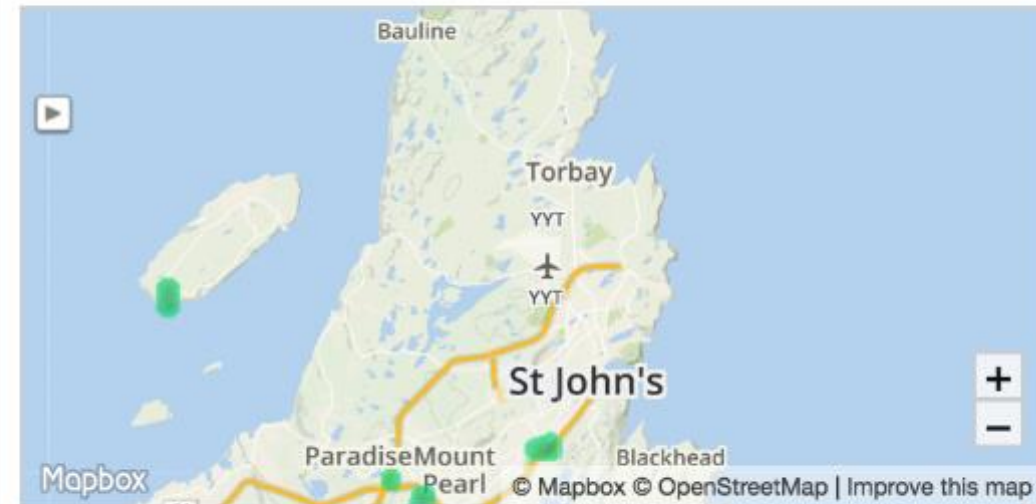 Bauline
Torbay
YYT
YYT
St John's
Paradise
Mount
Pearl
Blackhead
+
−
Mapbox
© Mapbox © OpenStreetMap | Improve this map